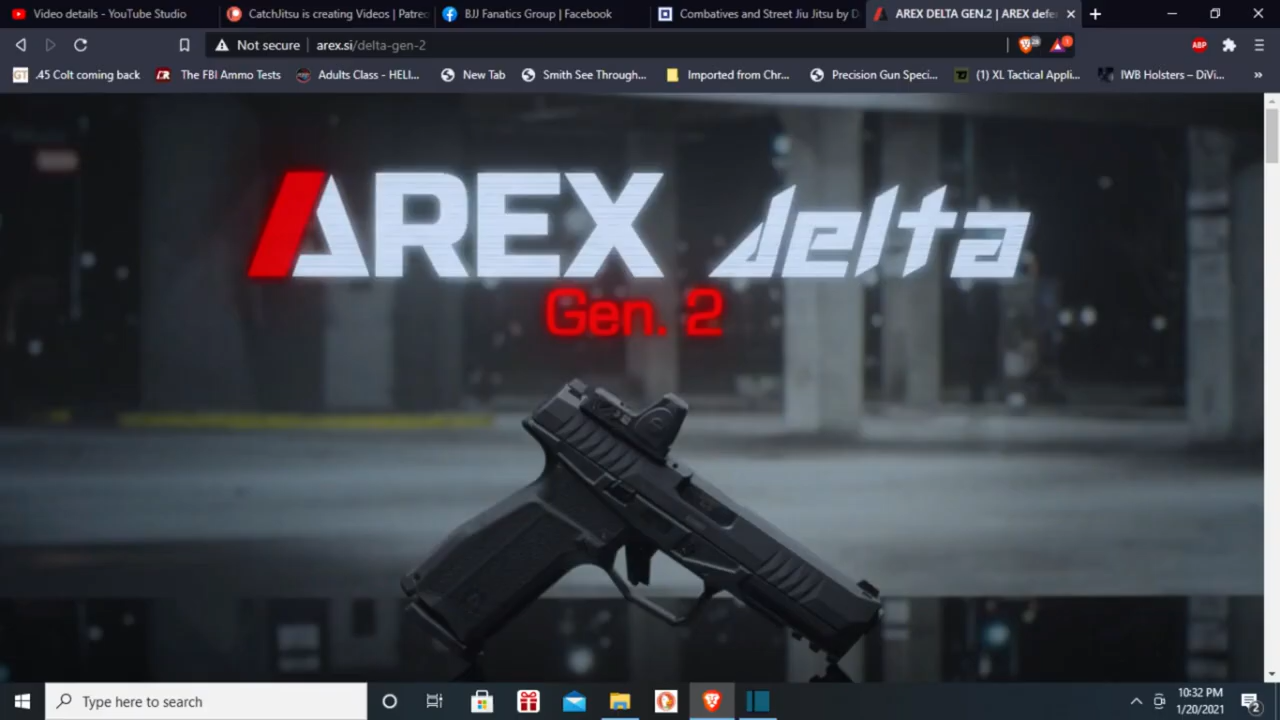 Video details - YouTube Studio
CatchJitsu is creating Videos | Patre
BJJ Fanatics Group | Facebook
Combatives and Street Jiu Jitsu by D
AREX DELTA GEN.2 | AREX defe
Not secure | arex.si/delta-gen-2
.45 Colt coming back
The FBI Ammo Tests
Adults Class - HELI...
New Tab
Smith See Through...
Imported from Chr...
Precision Gun Speci...
(1) XL Tactical Appli...
IWB Holsters – DiVi...
AREX delta
Gen. 2
Type here to search
10:32 PM
1/20/2021
2